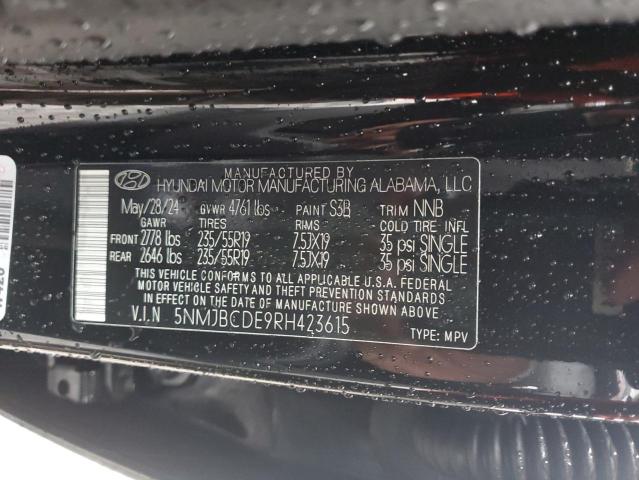 MANUFACTURED BY
HYUNDAI MOTOR MANUFACTURING ALABAMA, LLC
May/28/24 GVWR 4761 lbs PAINT S3B TRIM NNB
GAWR TIRES RIMS COLD TIRE INFL
FRONT 2778 lbs 235/55R19 7.5JX19 35 psi SINGLE
REAR 2646 lbs 235/55R19 7.5JX19 35 psi SINGLE
THIS VEHICLE CONFORMS TO ALL APPLICABLE U.S.A. FEDERAL
MOTOR VEHICLE SAFETY AND THEFT PREVENTION STANDARDS IN EFFECT
ON THE DATE OF MANUFACTURE SHOWN ABOVE.
V.I.N 5NMJBCDE9RH423615 TYPE: MPV